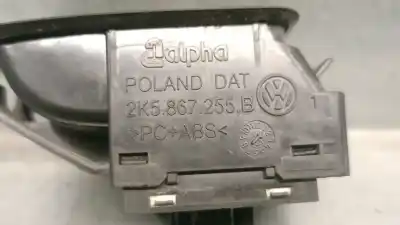 alpha
POLAND DAT
2K5.867.255.B
>PC+ABS<
1